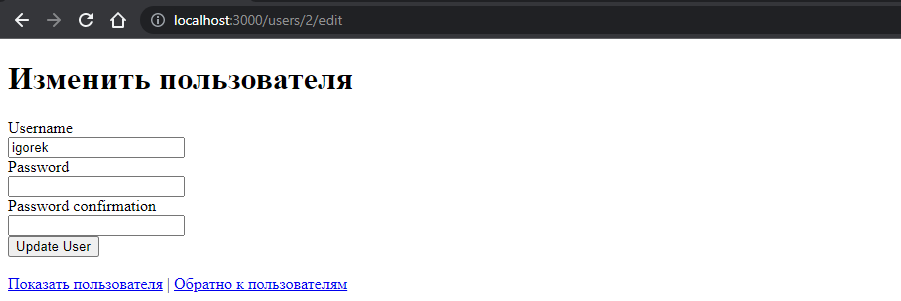 localhost:3000/users/2/edit
Изменить пользователя
Username
igorek
Password
Password confirmation
Update User
Показать пользователя | Обратно к пользователям